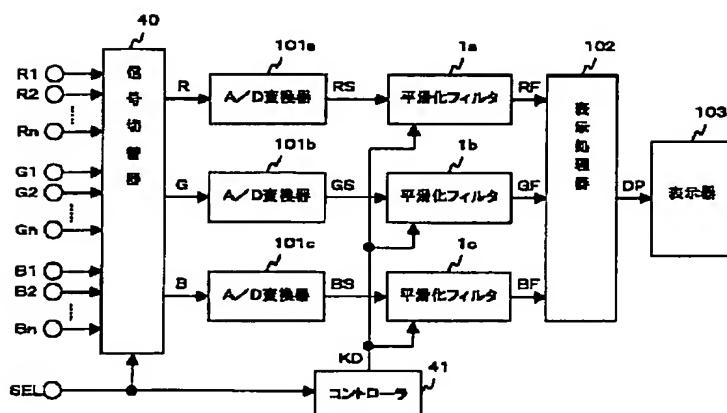 40
101a
1a
102
103
R1
R2
Rn
G1
G2
Gn
B1
B2
Bn
SEL
信号切替器
R
A/D変換器
RS
平滑化フィルタ
RF
101b
1b
G
A/D変換器
GS
平滑化フィルタ
GF
101c
1c
B
A/D変換器
BS
平滑化フィルタ
BF
表示処理器
DP
表示器
KD
41
コントローラ